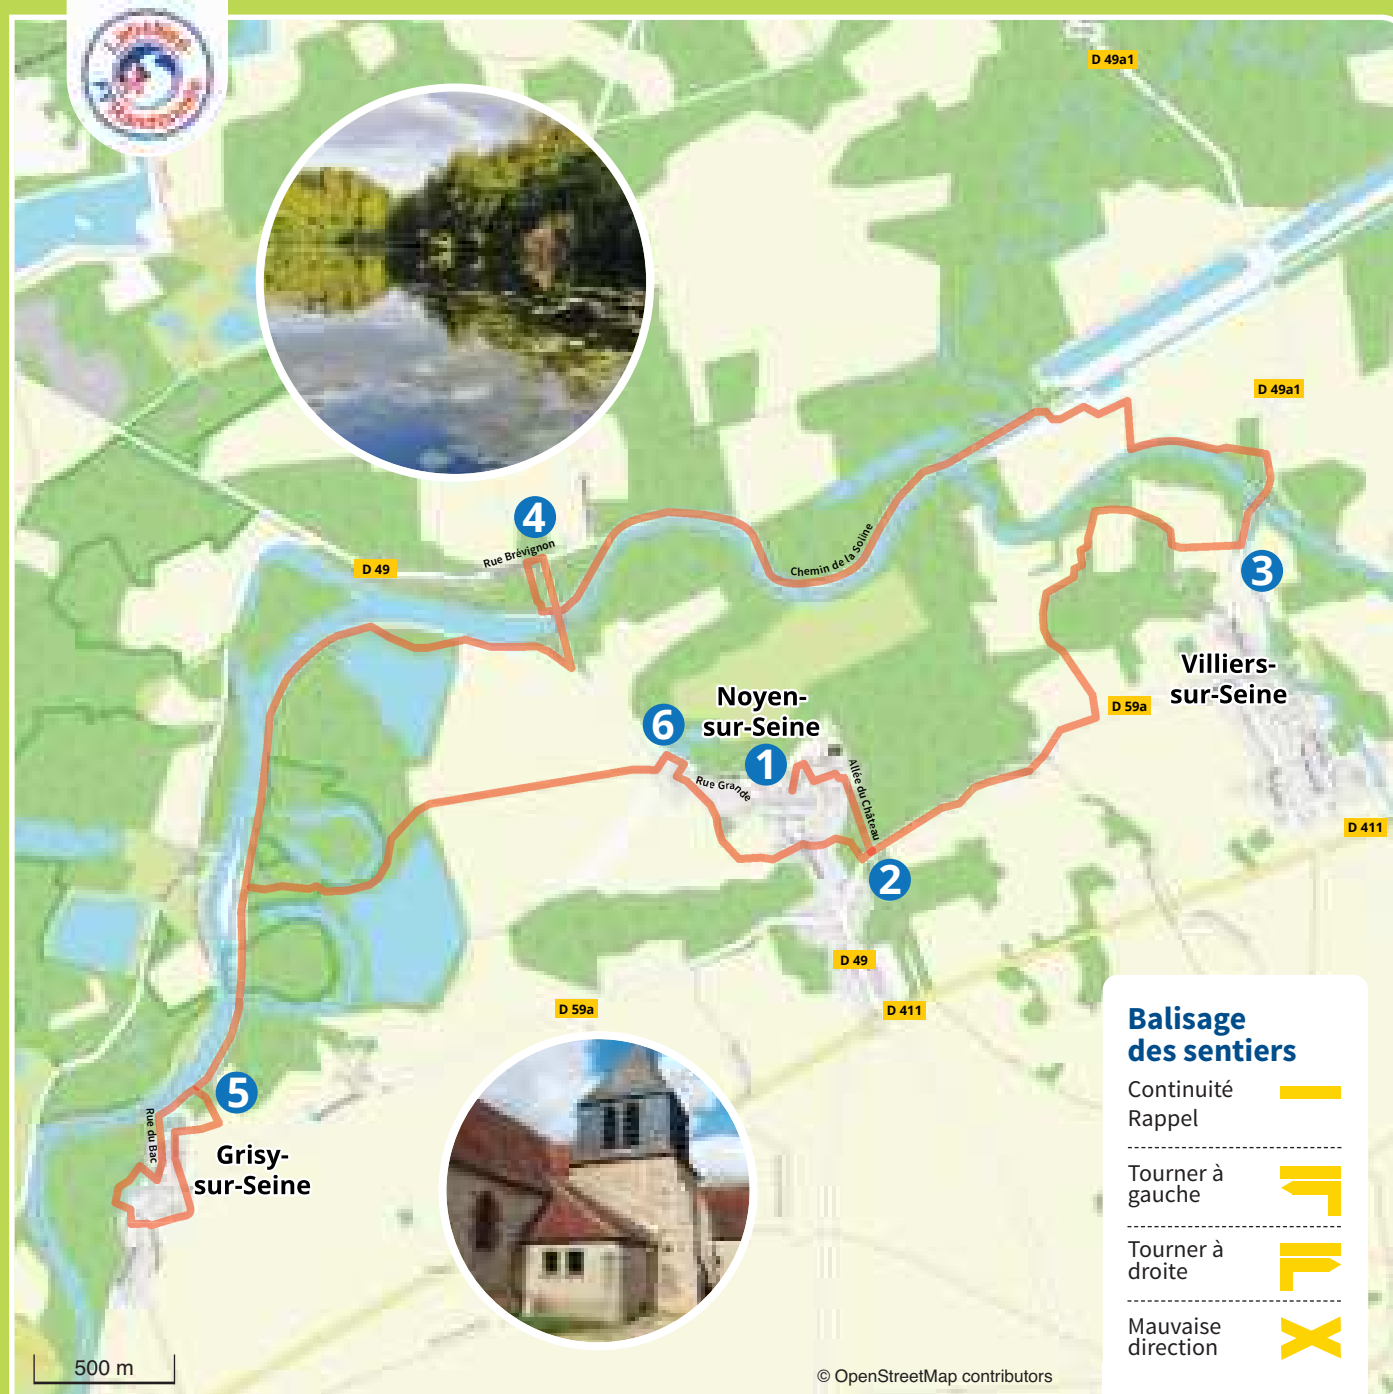 D 49a1
D 49a1
4
Rue Brévignon
D 49
Chemin de la Soline
3
Villiers-
sur-Seine
Noyen-
sur-Seine
6
1
Rue Grande
Allée du Château
D 59a
D 411
2
D 49
D 59a
D 411
5
Rue du Bac
Grisy-
sur-Seine
Balisage
des sentiers
Continuité
Rappel
Tourner à
gauche
Tourner à
droite
Mauvaise
direction
500 m
© OpenStreetMap contributors